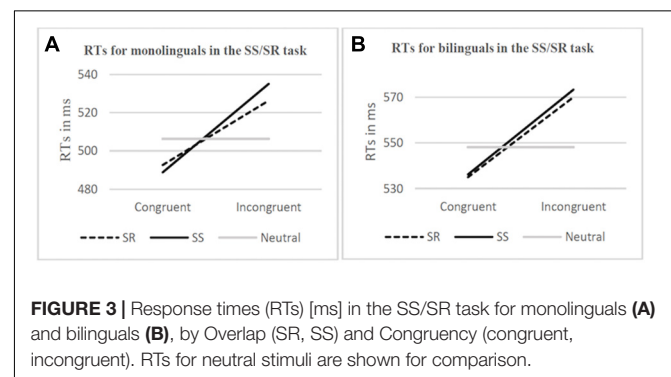 A
RTs for monolinguals in the SS/SR task
540
520
500
480
RTs in ms
Congruent
Incongruent
SR
SS
Neutral
B
RTs for bilinguals in the SS/SR task
570
550
530
RTs in ms
Congruent
Incongruent
SR
SS
Neutral
FIGURE 3 | Response times (RTs) [ms] in the SS/SR task for monolinguals (A)
and bilinguals (B), by Overlap (SR, SS) and Congruency (congruent,
incongruent). RTs for neutral stimuli are shown for comparison.